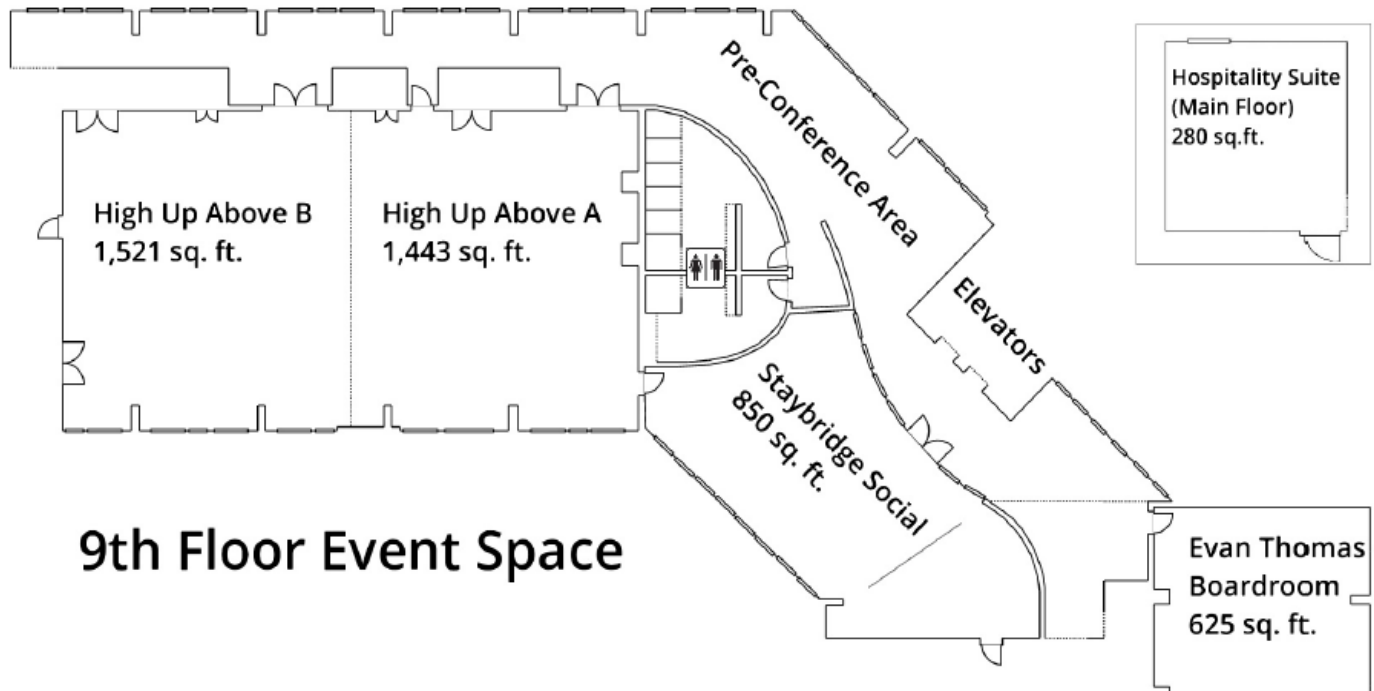 Pre-Conference Area
Hospitality Suite
(Main Floor)
280 sq.ft.
High Up Above B
1,521 sq. ft.
High Up Above A
1,443 sq. ft.
Elevators
Staybridge Social
850 sq. ft.
9th Floor Event Space
Evan Thomas
Boardroom
625 sq. ft.